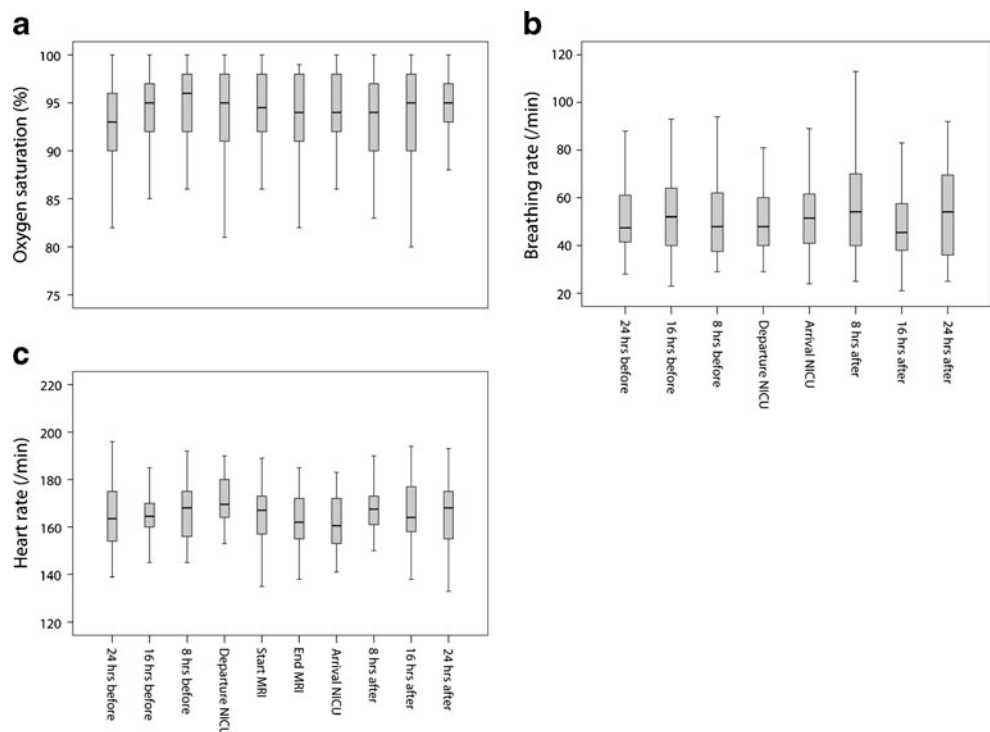 a
Oxygen saturation (%)
100
95
90
85
80
75
b
Breathing rate (/min)
120
100
80
60
40
20
24 hrs before
16 hrs before
8 hrs before
Departure NICU
Arrival NICU
8 hrs after
16 hrs after
24 hrs after
c
Heart rate (/min)
220
200
180
160
140
120
24 hrs before
16 hrs before
8 hrs before
Departure NICU
Start MRI
End MRI
Arrival NICU
8 hrs after
16 hrs after
24 hrs after